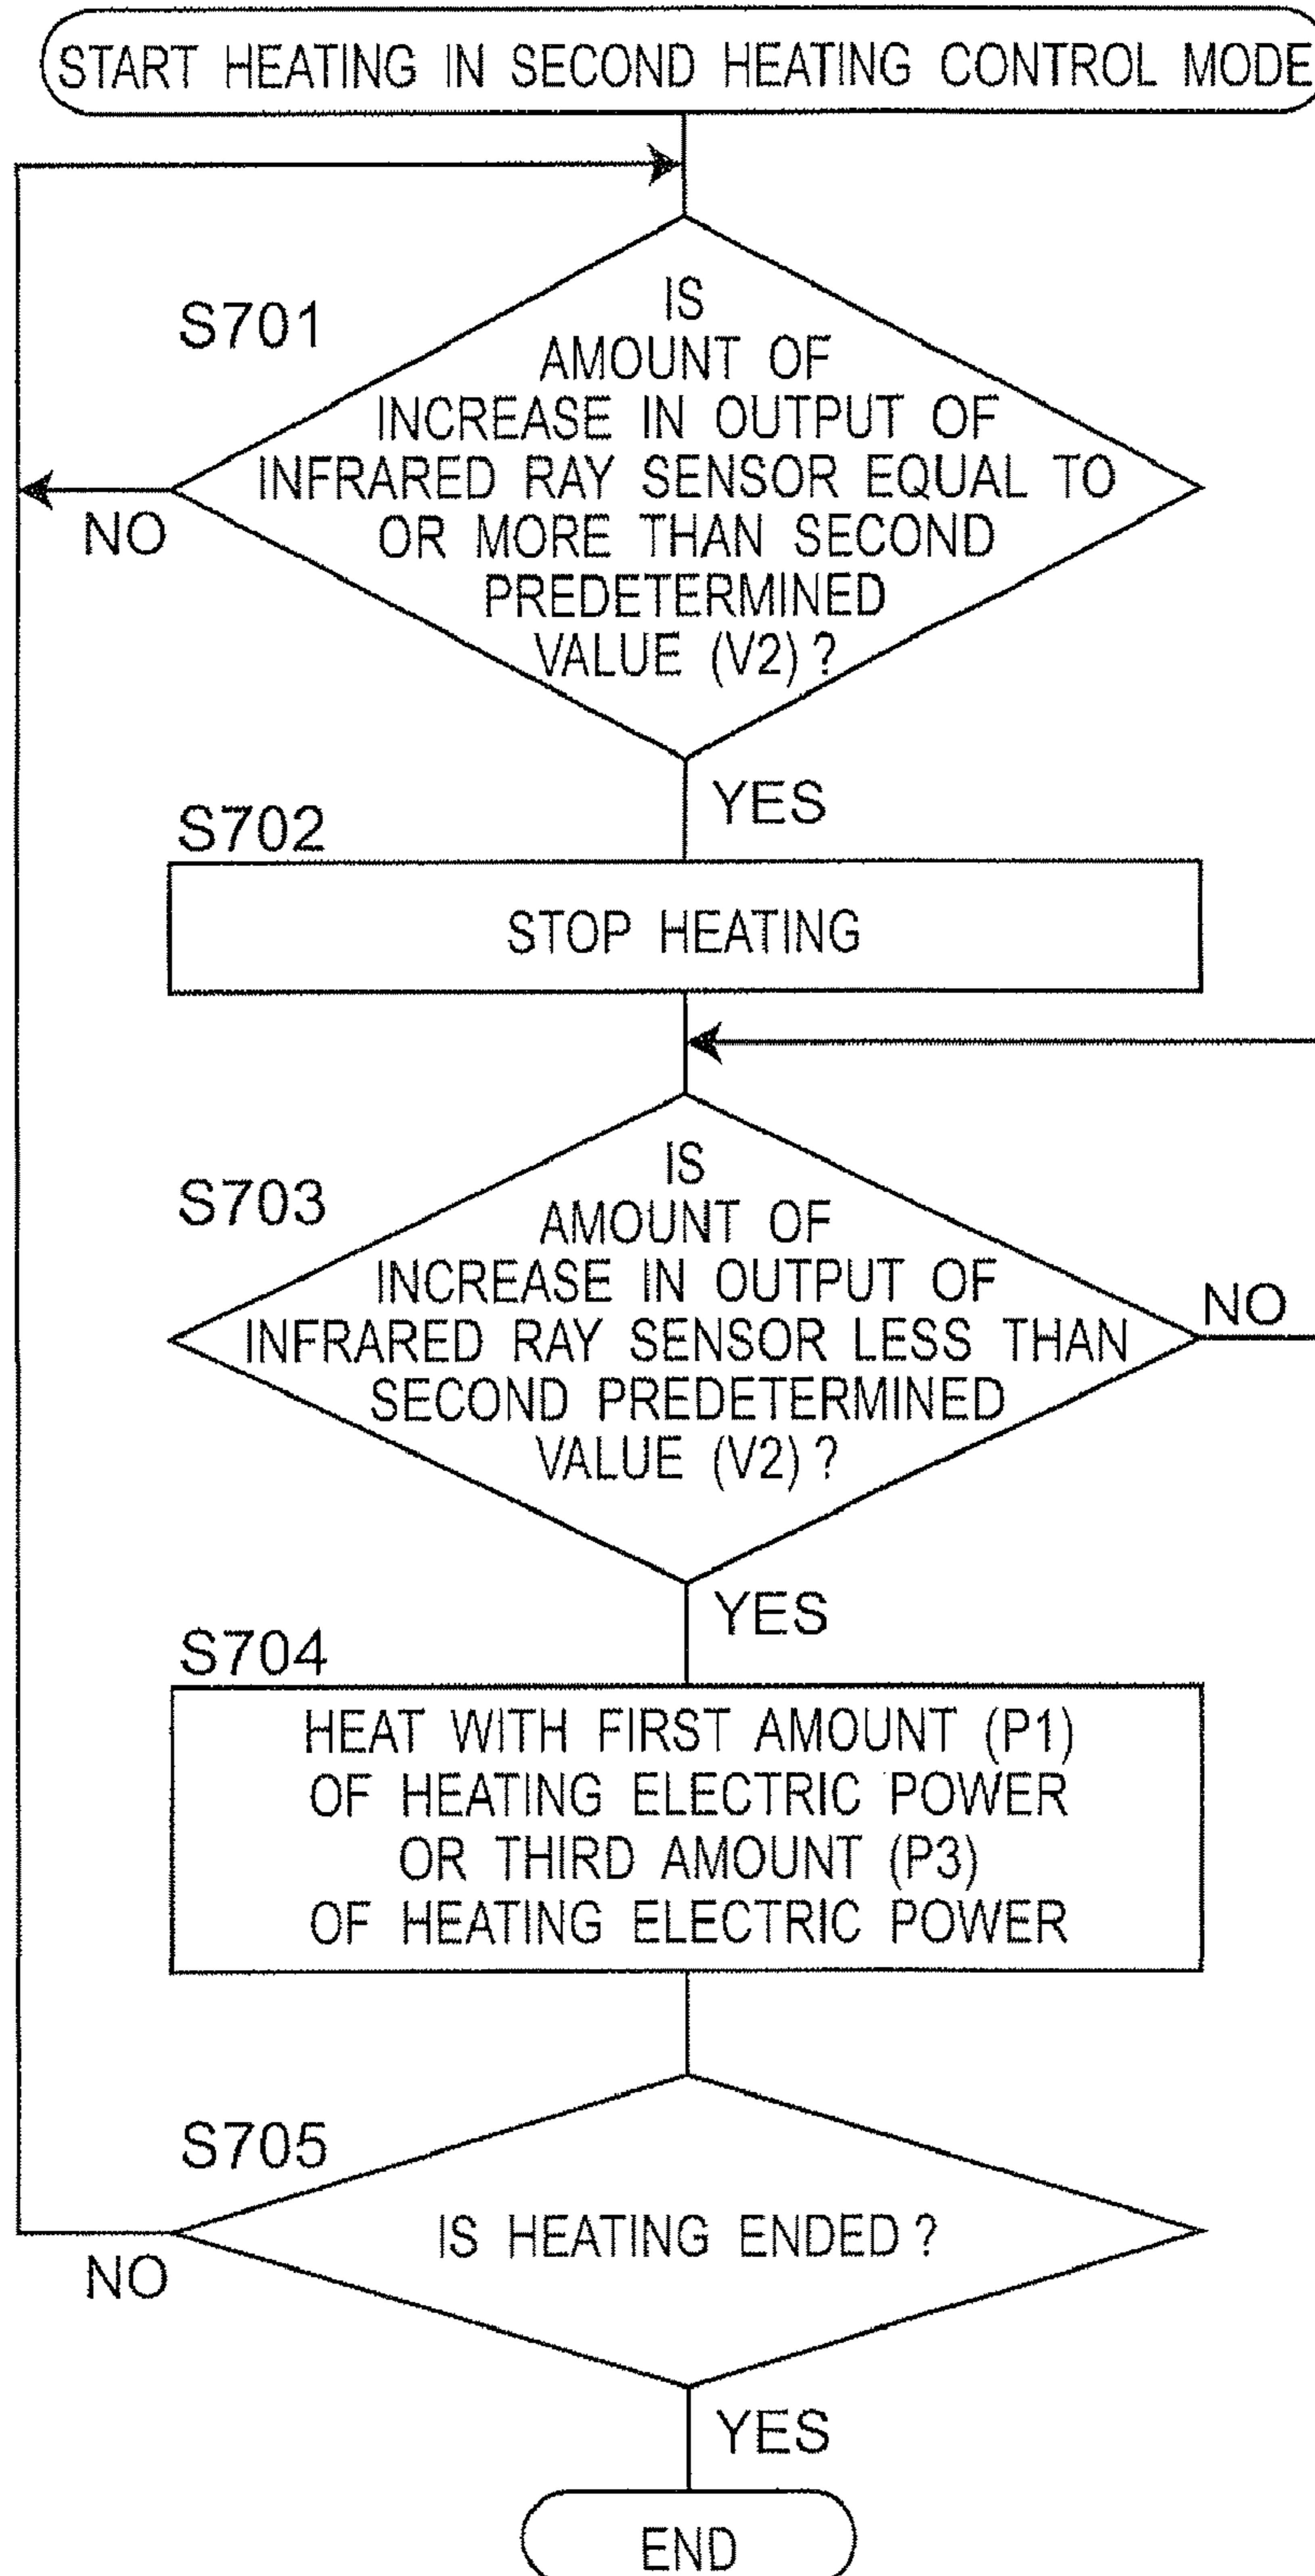 START HEATING IN SECOND HEATING CONTROL MODE
S701
IS
AMOUNT OF
INCREASE IN OUTPUT OF
INFRARED RAY SENSOR EQUAL TO
OR MORE THAN SECOND
PREDETERMINED
VALUE (V2) ?
NO
YES
S702
STOP HEATING
S703
IS
AMOUNT OF
INCREASE IN OUTPUT OF
INFRARED RAY SENSOR LESS THAN
SECOND PREDETERMINED
VALUE (V2) ?
NO
YES
S704
HEAT WITH FIRST AMOUNT (P1)
OF HEATING ELECTRIC POWER
OR THIRD AMOUNT (P3)
OF HEATING ELECTRIC POWER
S705
IS HEATING ENDED ?
NO
YES
END